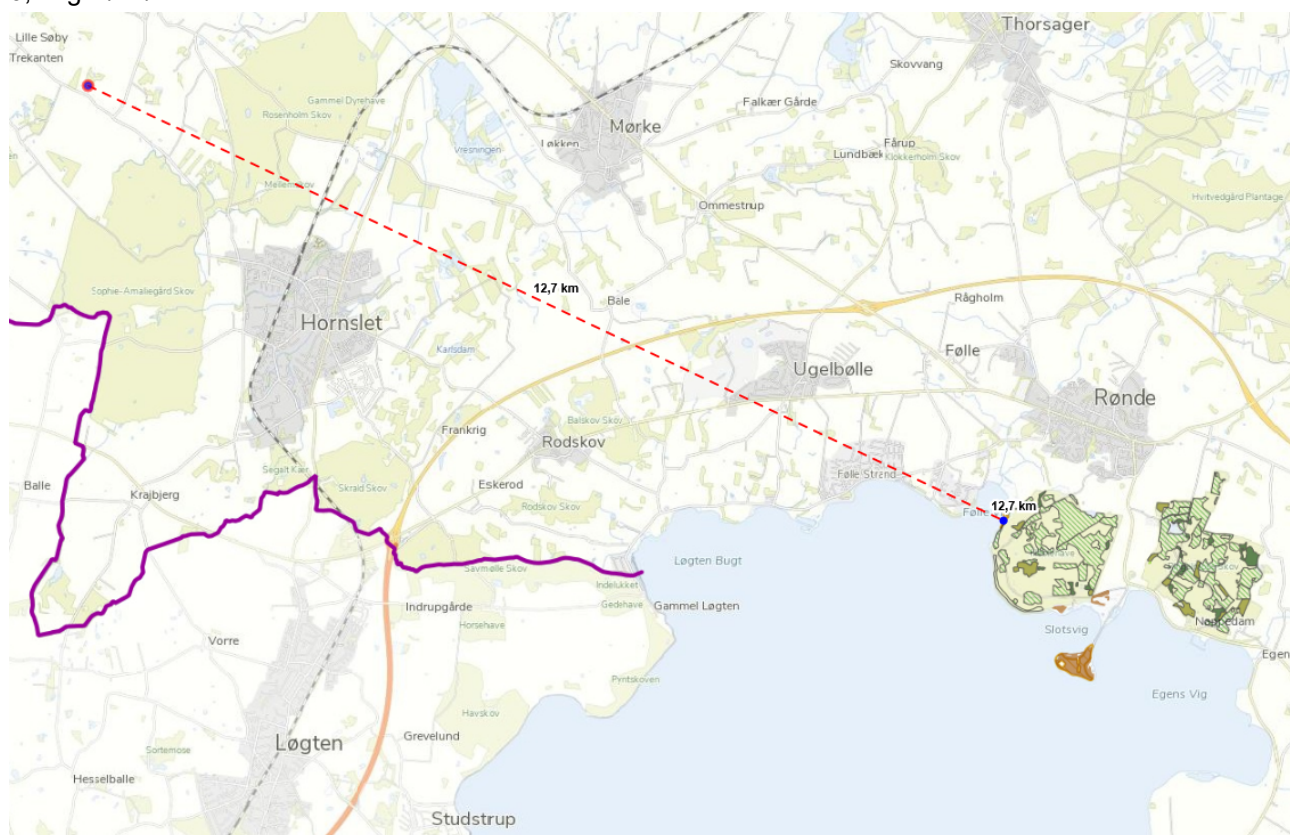 Lille Søby
Thorsager
Trekanten
Skovvang
Gammel Dyrehave
Falkær Gårde
Rosenholm Skov
Mørke
Løkken
Vresningen
Fårup
Lundbæk
Klokkerholm Skov
Mellemskov
Hvitvedgård Plantage
Ommestrup
Sophie-Amaliegård Skov
12,7 km
Bale
Rågholm
Hornslet
Karlsdam
Følle
Ugelbølle
Rønde
Balskov Skov
Frankrig
Rodskov
Segalt Kær
Følle Strand
Balle
Skrald Skov
Eskerod
Krajbjerg
Rodskov Skov
12,7 km
Løgten Bugt
Savmølle Skov
Indelukket
Indrupgårde
Gedehave
Gammel Løgten
Horsehave
Nappedam
Slotsvig
Vorre
Egen
Pyntskoven
Egens Vig
Havskov
Grevelund
Løgten
Sortemose
Hesselballe
Studstrup